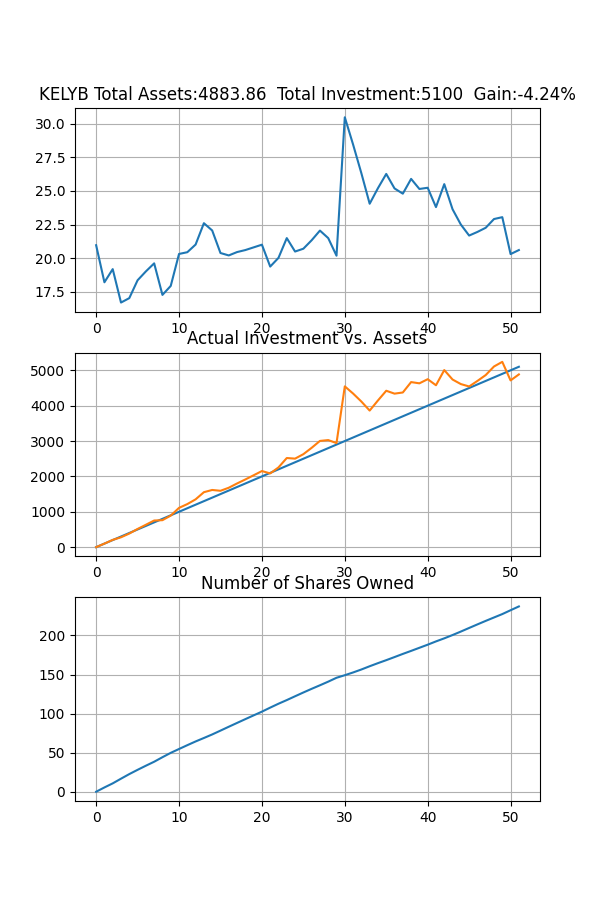 KELYB Total Assets:4883.86  Total Investment:5100  Gain:-4.24%
30.0
27.5
25.0
22.5
20.0
17.5
0 10 20 30 40 50
Actual Investment vs. Assets
5000
4000
3000
2000
1000
0
0 10 20 30 40 50
Number of Shares Owned
200
150
100
50
0
0 10 20 30 40 50